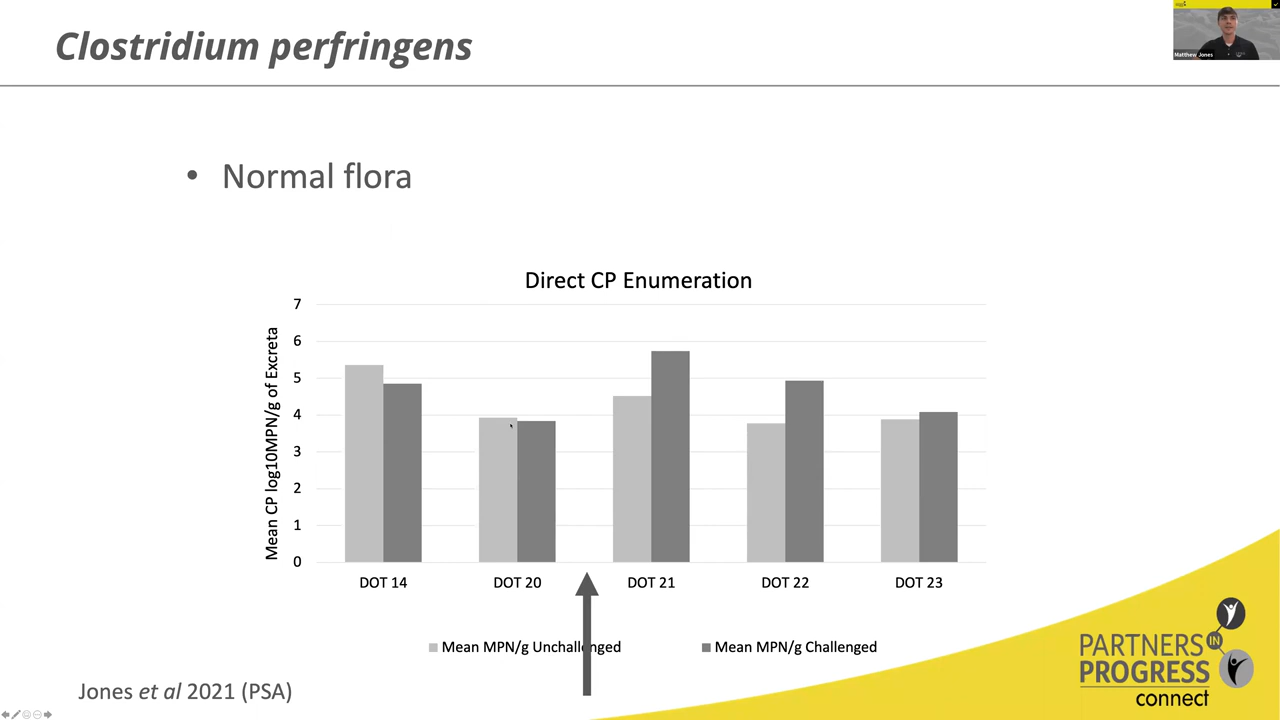 Clostridium perfringens
Matthew Jones
• Normal flora
Direct CP Enumeration
Mean CP log10MPN/g of Excreta
7
6
5
4
3
2
1
0
DOT 14
DOT 20
DOT 21
DOT 22
DOT 23
Mean MPN/g Unchallenged
Mean MPN/g Challenged
Jones et al 2021 (PSA)
PARTNERS IN
PROGRESS
connect